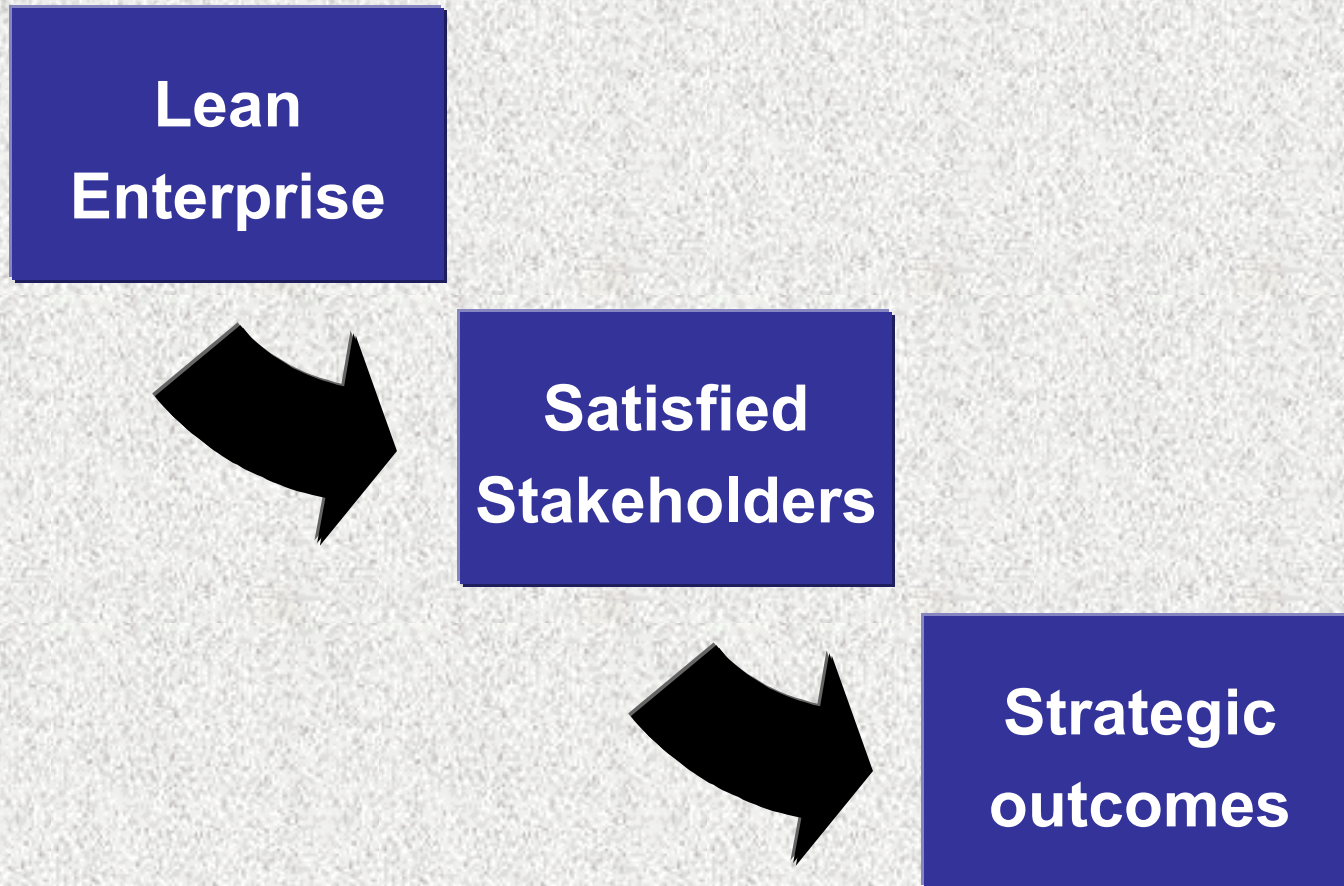 Lean
Enterprise
Satisfied
Stakeholders
Strategic
outcomes